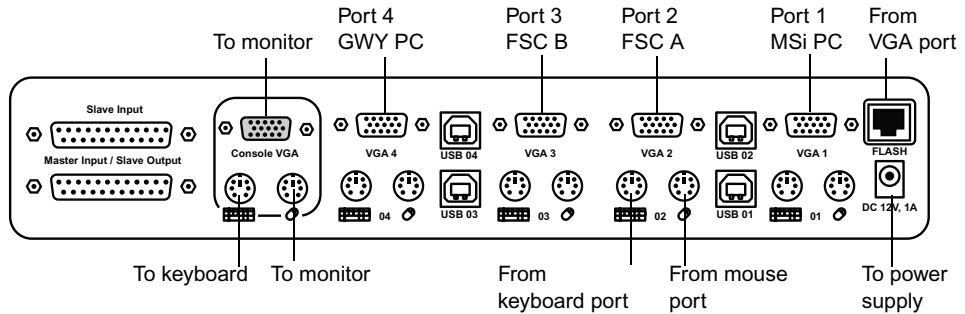 Port 4
GWY PC
Port 3
FSC B
Port 2
FSC A
Port 1
MSi PC
From
VGA port
To monitor
Slave Input
Master Input / Slave Output
Console VGA
VGA 4
USB 04
VGA 3
VGA 2
USB 02
VGA 1
FLASH
04
USB 03
03
02
USB 01
01
DC 12V, 1A
To keyboard
To monitor
From
keyboard port
From mouse
port
To power
supply